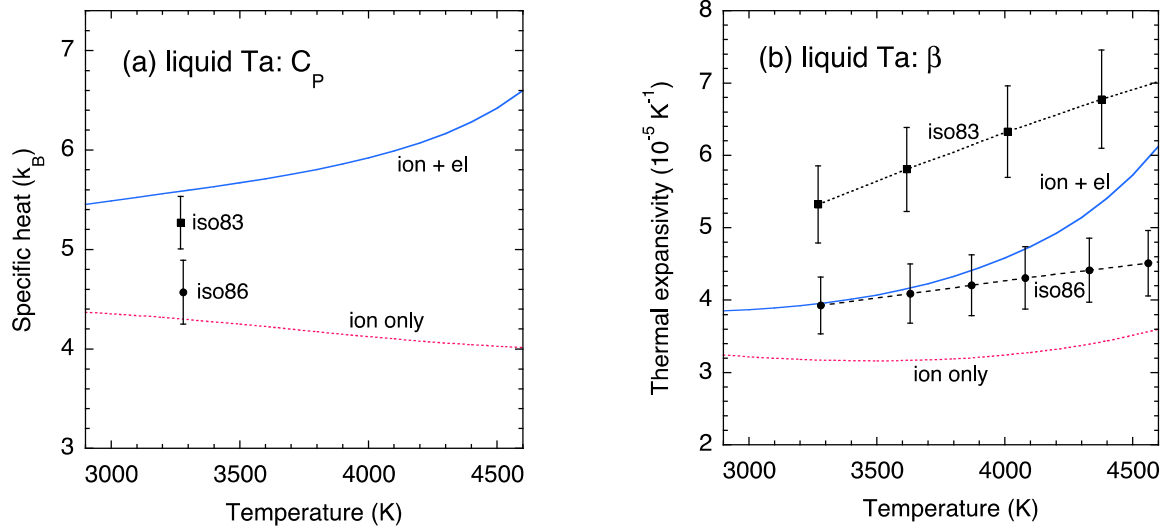 (a) liquid Ta: C_P
Specific heat (k_B)
7
6
5
4
3
ion + el
iso83
iso86
ion only
3000 3500 4000 4500
Temperature (K)
(b) liquid Ta: β
Thermal expansivity (10⁻⁵ K⁻¹)
8
7
6
5
4
3
2
iso83
ion + el
iso86
ion only
3000 3500 4000 4500
Temperature (K)